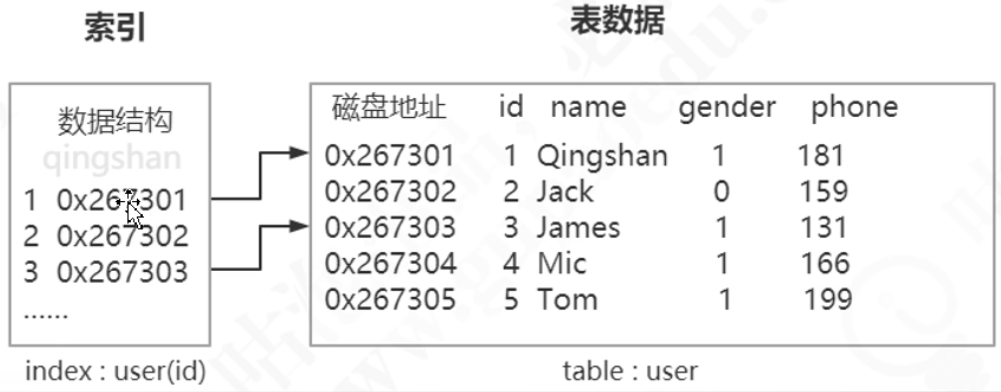 索引
数据结构
qingshan
1 0x267301
2 0x267302
3 0x267303
......
index : user(id)
表数据
磁盘地址 id name gender phone
0x267301 1 Qingshan 1 181
0x267302 2 Jack 0 159
0x267303 3 James 1 131
0x267304 4 Mic 1 166
0x267305 5 Tom 1 199
table : user